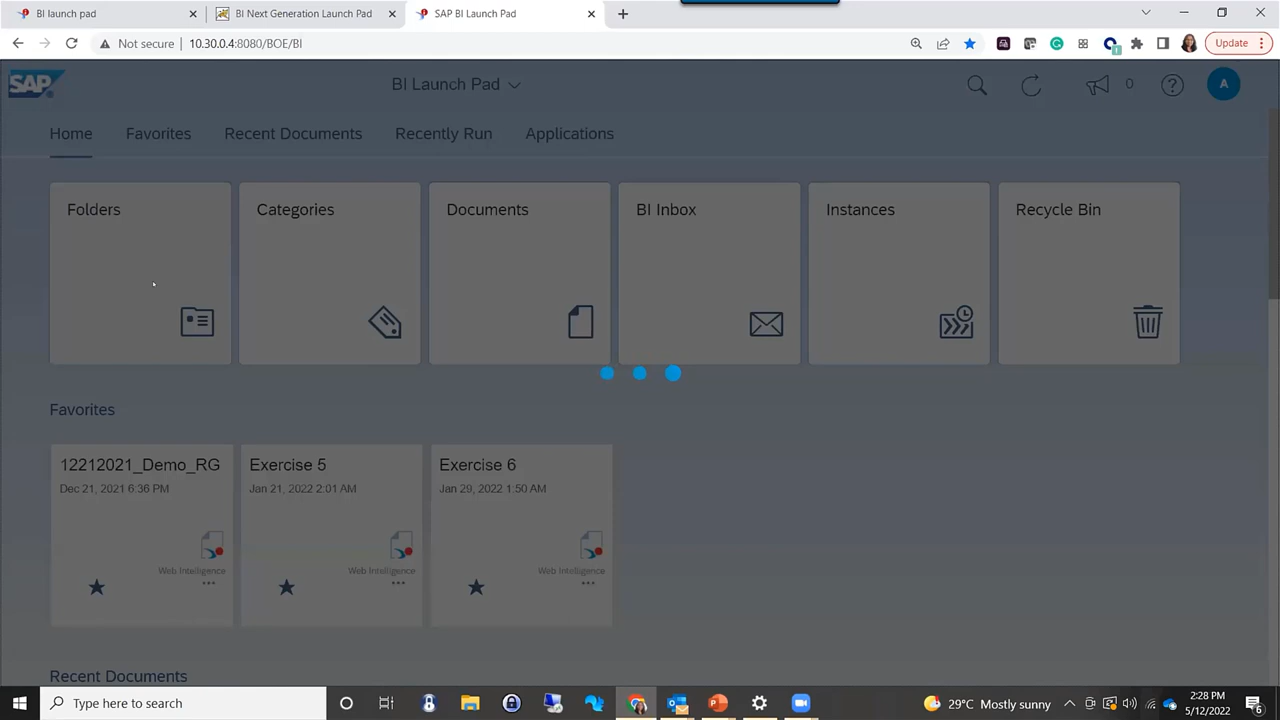 BI launch pad
BI Next Generation Launch Pad
SAP BI Launch Pad
Not secure
10.30.0.4:8080/BOE/BI
Update
SAP
BI Launch Pad
0
A
Home
Favorites
Recent Documents
Recently Run
Applications
Folders
Categories
Documents
BI Inbox
Instances
Recycle Bin
Favorites
12212021_Demo_RG
Dec 21, 2021 6:36 PM
Web Intelligence
Exercise 5
Jan 21, 2022 2:01 AM
Web Intelligence
Exercise 6
Jan 29, 2022 1:50 AM
Web Intelligence
Recent Documents
Type here to search
29°C Mostly sunny
2:28 PM
5/12/2022
6